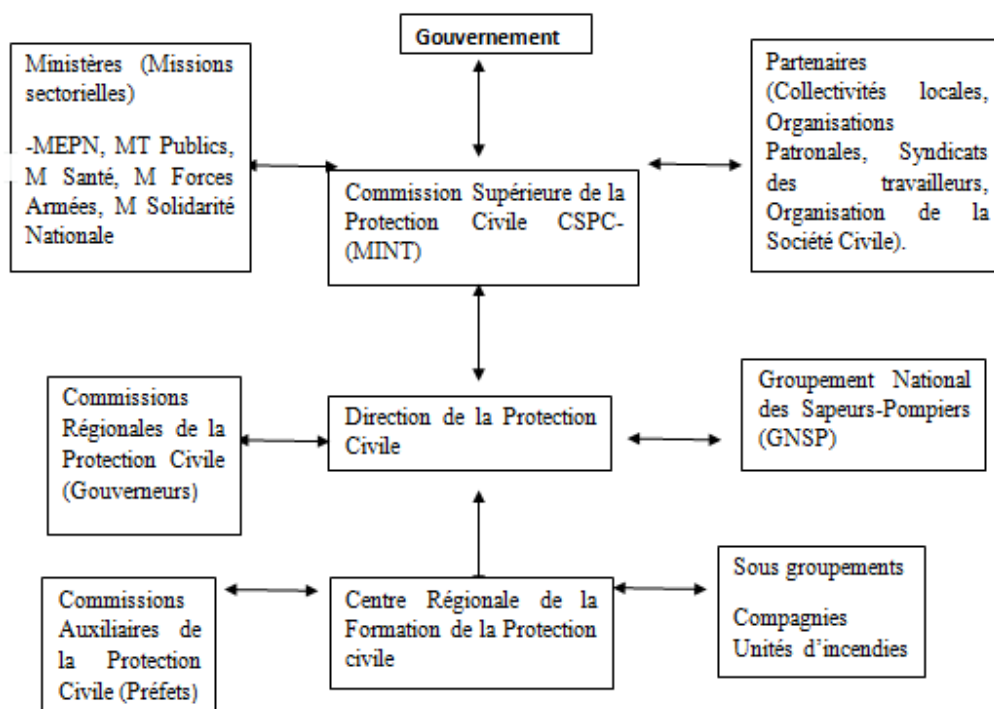 Gouvernement
Ministères (Missions
sectorielles)
-MEPN, MT Publics,
M Santé, M Forces
Armées, M Solidarité
Nationale
Commission Supérieure de la
Protection Civile CSPC-
(MINT)
Partenaires
(Collectivités locales,
Organisations
Patronales, Syndicats
des travailleurs,
Organisation de la
Société Civile).
Commissions
Régionales de la
Protection Civile
(Gouverneurs)
Direction de la Protection
Civile
Groupement National
des Sapeurs-Pompiers
(GNSP)
Commissions
Auxiliaires de
la Protection
Civile (Préfets)
Centre Régionale de la
Formation de la Protection
civile
Sous groupements
Compagnies
Unités d’incendies